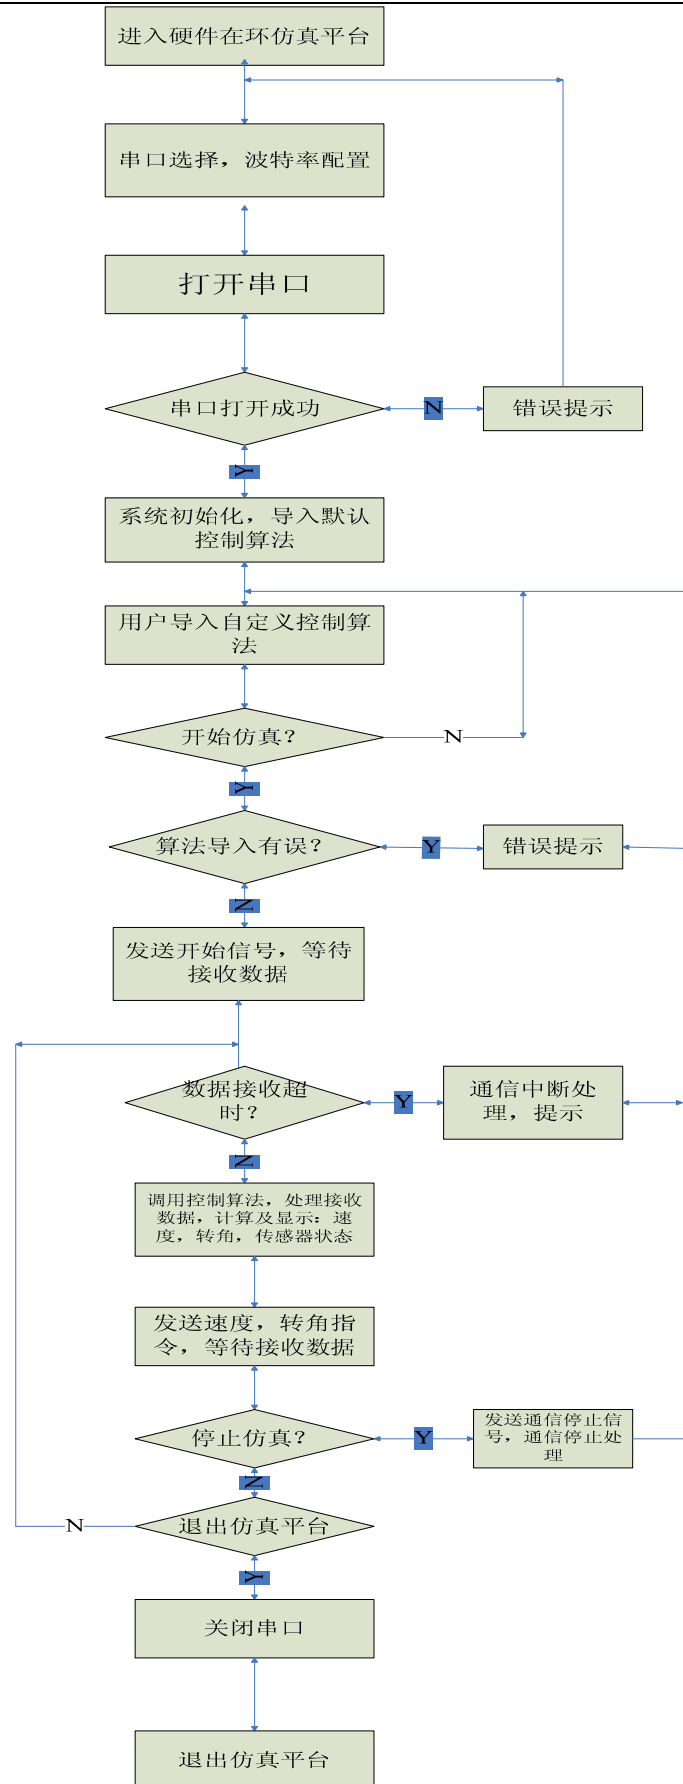 进入硬件在环仿真平台
串口选择，波特率配置
打开串口
串口打开成功
N
错误提示
Y
系统初始化，导入默认
控制算法
用户导入自定义控制算
法
开始仿真？
N
Y
算法导入有误？
Y
错误提示
N
发送开始信号，等待
接收数据
数据接收超
时？
Y
通信中断处
理，提示
N
调用控制算法，处理接收
数据，计算及显示：速
度，转角，传感器状态
发送速度，转角指
令，等待接收数据
停止仿真？
Y
发送通信停止信
号，通信停止处
理
N
退出仿真平台
N
Y
关闭串口
退出仿真平台